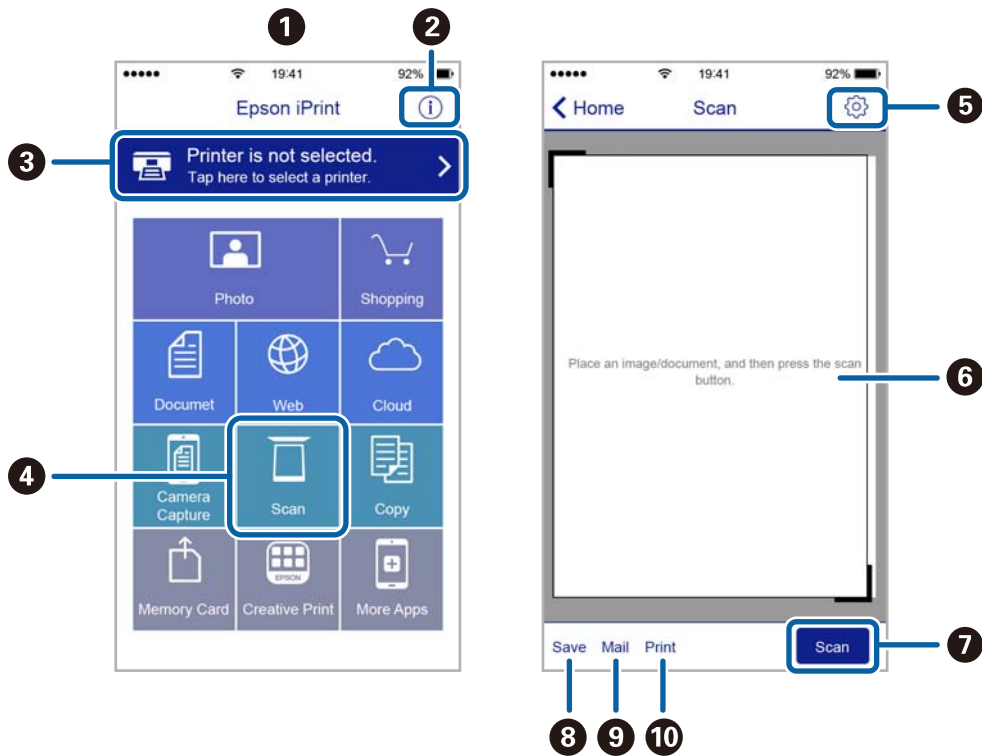 1
2
19:41
92%
Epson iPrint
3
Printer is not selected.
Tap here to select a printer.
Photo
Shopping
Documet
Web
Cloud
4
Camera
Capture
Scan
Copy
EPSON
Memory Card
Creative Print
More Apps
19:41
92%
Home
Scan
5
Place an image/document, and then press the scan
button.
6
Save
Mail
Print
Scan
7
8
9
10